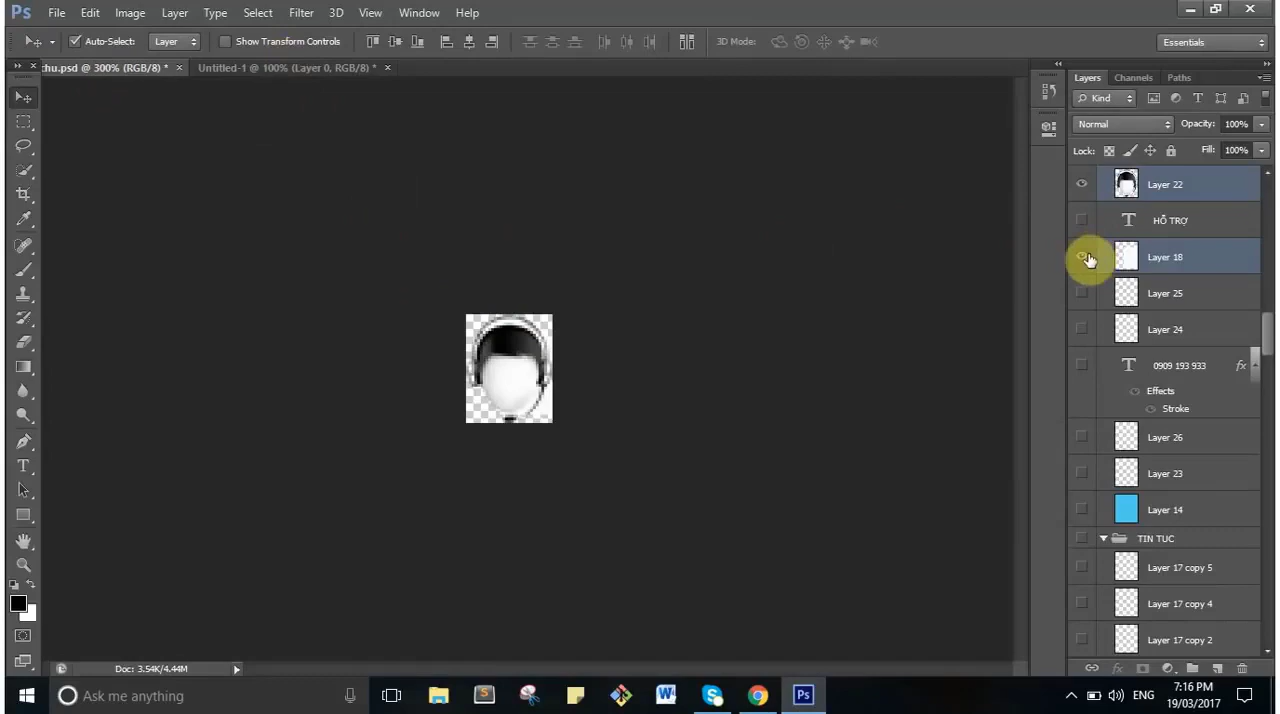 Ps File Edit Image Layer Type Select Filter 3D View Window Help
Auto-Select: Layer Show Transform Controls 3D Mode: Essentials
chu.psd @ 300% (RGB/8) * × Untitled-1 @ 100% (Layer 0, RGB/8) * ×
Layers Channels Paths
Kind
Normal Opacity: 100%
Lock: Fill: 100%
Layer 22
T HỖ TRỢ
Layer 18
Layer 25
Layer 24
T 0909 193 933 fx
Effects
Stroke
Layer 26
Layer 23
Layer 14
TIN TUC
Layer 17 copy 5
Layer 17 copy 4
Layer 17 copy 2
Doc: 3.54K/4.44M
Ask me anything
ENG
7:16 PM
19/03/2017